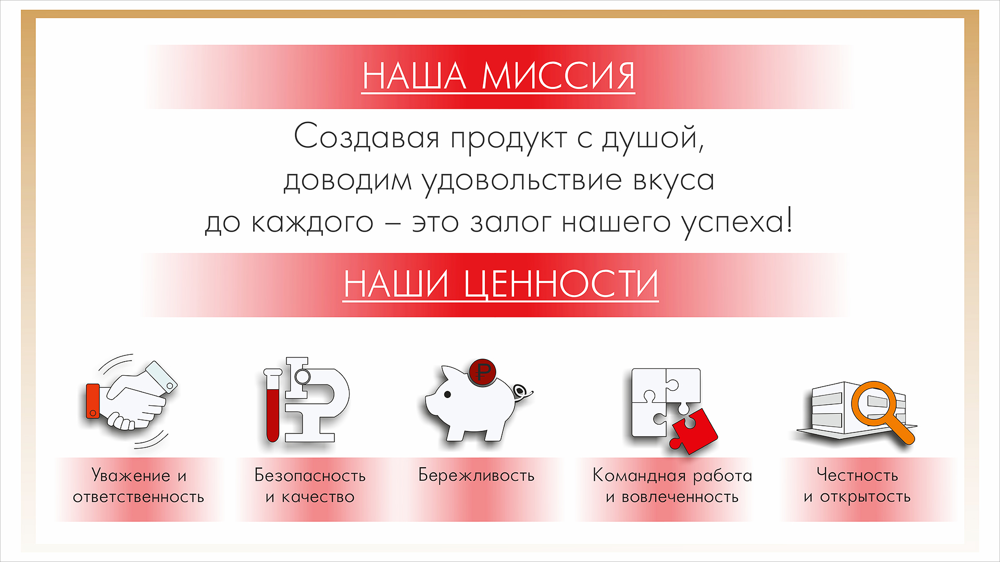 НАША МИССИЯ
Создавая продукт с душой,
доводим удовольствие вкуса
до каждого – это залог нашего успеха!
НАШИ ЦЕННОСТИ
₽
Уважение и
ответственность
Безопасность
и качество
Бережливость
Командная работа
и вовлеченность
Честность
и открытость